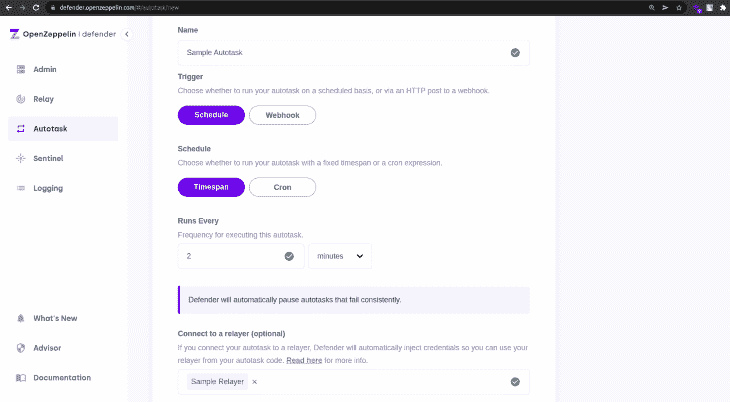 defender.openzeppelin.com/#/autotask/new
OpenZeppelin | defender
Admin
Relay
Autotask
Sentinel
Logging
What's New
Advisor
Documentation
Name
Sample Autotask
Trigger
Choose whether to run your autotask on a scheduled basis, or via an HTTP post to a webhook.
Schedule
Webhook
Schedule
Choose whether to run your autotask with a fixed timespan or a cron expression.
Timespan
Cron
Runs Every
Frequency for executing this autotask.
2
minutes
Defender will automatically pause autotasks that fail consistently.
Connect to a relayer (optional)
If you connect your autotask to a relayer, Defender will automatically inject credentials so you can use your
relayer from your autotask code. Read here for more info.
Sample Relayer ×